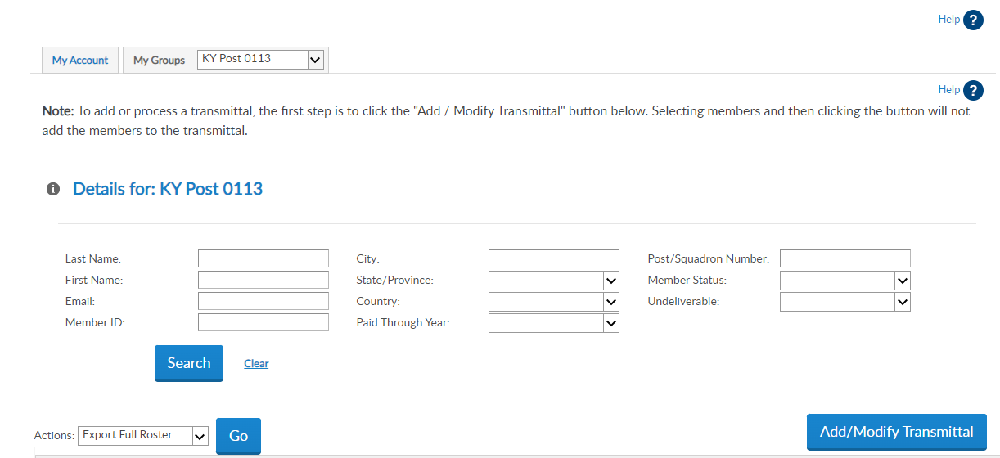 Help ?
My Account My Groups KY Post 0113
Help ?
Note: To add or process a transmittal, the first step is to click the "Add / Modify Transmittal" button below. Selecting members and then clicking the button will not
add the members to the transmittal.
i Details for: KY Post 0113
Last Name: City: Post/Squadron Number:
First Name: State/Province: Member Status:
Email: Country: Undeliverable:
Member ID: Paid Through Year:
Search Clear
Actions: Export Full Roster Go Add/Modify Transmittal